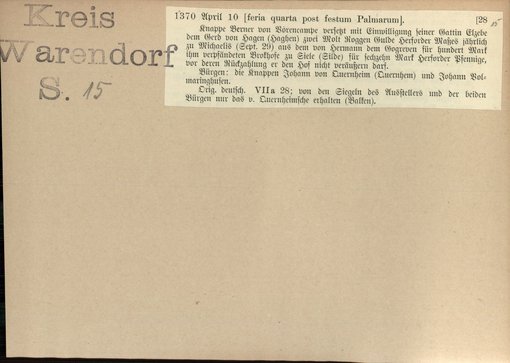 Kreis
Warendorf
S. 15
1370 April 10 [feria quarta post festum Palmarum]. [28
15
Knappe Berner von Vörencampe versetzt mit Einwilligung seiner Gattin Elzebe
dem Gerd von Hagen (Haghen) zwei Molt Roggen Gulde Herforder Maßes jährlich
zu Michaelis (Sept. 29) aus dem von Hermann dem Gogreven für hundert Mark
ihm verpfändeten Brokhofe zu Siele (Silde) für sechzehn Mark Herforder Pfennige,
vor deren Rückzahlung er den Hof nicht veräußern darf.
Bürgen: die Knappen Johann von Quernheim (Quernhem) und Johann Vol-
maringhusen.
Orig. deutsch. VIIa 28; von den Siegeln des Ausstellers und der beiden
Bürgen nur das v. Quernheimsche erhalten (Balken).